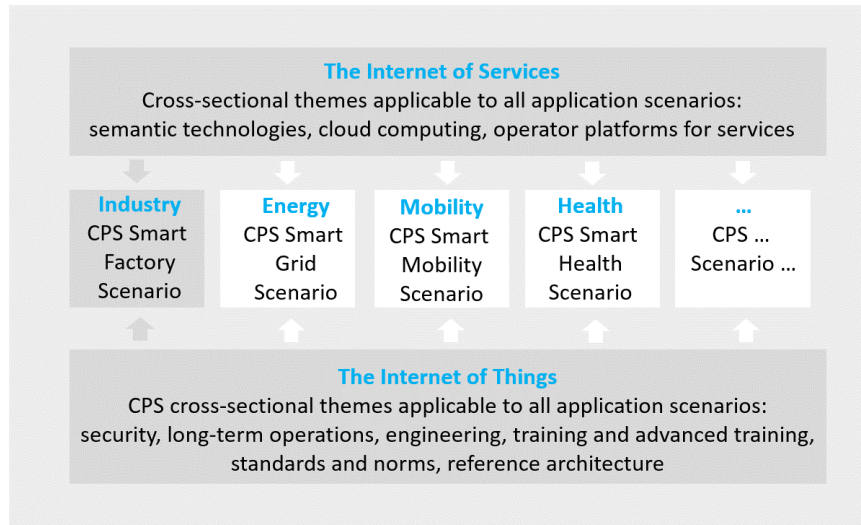 The Internet of Services
Cross-sectional themes applicable to all application scenarios:
semantic technologies, cloud computing, operator platforms for services
Industry
CPS Smart
Factory
Scenario
Energy
CPS Smart
Grid
Scenario
Mobility
CPS Smart
Mobility
Scenario
Health
CPS Smart
Health
Scenario
...
CPS ...
Scenario ...
The Internet of Things
CPS cross-sectional themes applicable to all application scenarios:
security, long-term operations, engineering, training and advanced training,
standards and norms, reference architecture